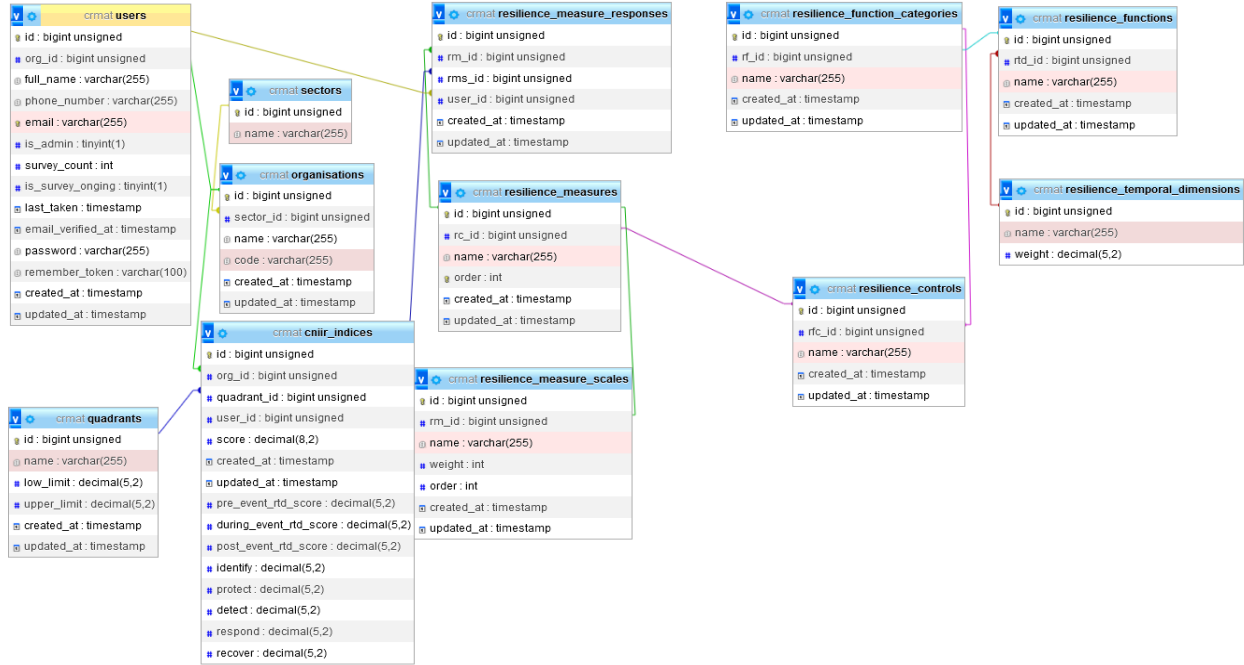 crmat users
id : bigint unsigned
org_id : bigint unsigned
full_name : varchar(255)
phone_number : varchar(255)
email : varchar(255)
is_admin : tinyint(1)
survey_count : int
is_survey_onging : tinyint(1)
last_taken : timestamp
email_verified_at : timestamp
password : varchar(255)
remember_token : varchar(100)
created_at : timestamp
updated_at : timestamp
crmat sectors
id : bigint unsigned
name : varchar(255)
crmat organisations
id : bigint unsigned
sector_id : bigint unsigned
name : varchar(255)
code : varchar(255)
created_at : timestamp
updated_at : timestamp
crmat quadrants
id : bigint unsigned
name : varchar(255)
low_limit : decimal(5,2)
upper_limit : decimal(5,2)
created_at : timestamp
updated_at : timestamp
crmat cniir_indices
id : bigint unsigned
org_id : bigint unsigned
quadrant_id : bigint unsigned
user_id : bigint unsigned
score : decimal(8,2)
created_at : timestamp
updated_at : timestamp
pre_event_rtd_score : decimal(5,2)
during_event_rtd_score : decimal(5,2)
post_event_rtd_score : decimal(5,2)
identify : decimal(5,2)
protect : decimal(5,2)
detect : decimal(5,2)
respond : decimal(5,2)
recover : decimal(5,2)
crmat resilience_measure_responses
id : bigint unsigned
rm_id : bigint unsigned
rms_id : bigint unsigned
user_id : bigint unsigned
created_at : timestamp
updated_at : timestamp
crmat resilience_measures
id : bigint unsigned
rc_id : bigint unsigned
name : varchar(255)
order : int
created_at : timestamp
updated_at : timestamp
crmat resilience_measure_scales
id : bigint unsigned
rm_id : bigint unsigned
name : varchar(255)
weight : int
order : int
created_at : timestamp
updated_at : timestamp
crmat resilience_function_categories
id : bigint unsigned
rf_id : bigint unsigned
name : varchar(255)
created_at : timestamp
updated_at : timestamp
crmat resilience_functions
id : bigint unsigned
rtd_id : bigint unsigned
name : varchar(255)
created_at : timestamp
updated_at : timestamp
crmat resilience_temporal_dimensions
id : bigint unsigned
name : varchar(255)
weight : decimal(5,2)
crmat resilience_controls
id : bigint unsigned
rfc_id : bigint unsigned
name : varchar(255)
created_at : timestamp
updated_at : timestamp